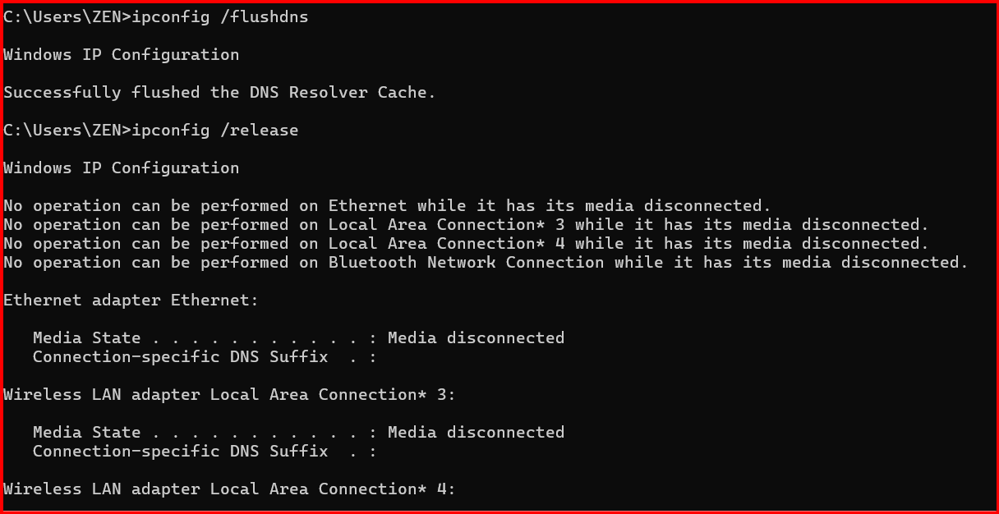 C:\Users\ZEN>ipconfig /flushdns
Windows IP Configuration
Successfully flushed the DNS Resolver Cache.
C:\Users\ZEN>ipconfig /release
Windows IP Configuration
No operation can be performed on Ethernet while it has its media disconnected.
No operation can be performed on Local Area Connection* 3 while it has its media disconnected.
No operation can be performed on Local Area Connection* 4 while it has its media disconnected.
No operation can be performed on Bluetooth Network Connection while it has its media disconnected.
Ethernet adapter Ethernet:
   Media State . . . . . . . . . . . : Media disconnected
   Connection-specific DNS Suffix  . :
Wireless LAN adapter Local Area Connection* 3:
   Media State . . . . . . . . . . . : Media disconnected
   Connection-specific DNS Suffix  . :
Wireless LAN adapter Local Area Connection* 4: